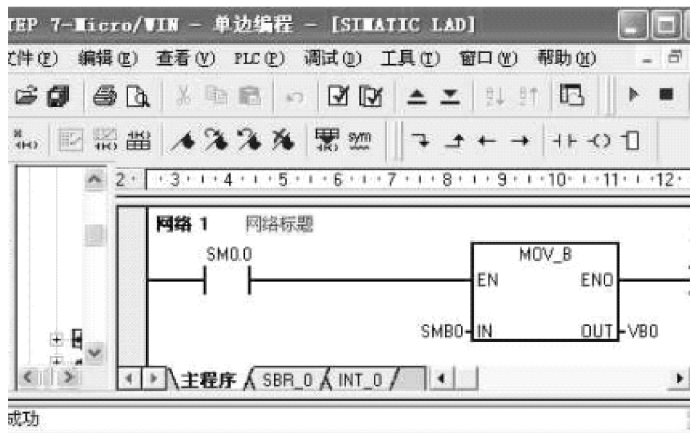 TEP 7-Micro/WIN - 单边编程 - [SIMATIC LAD]
文件(F) 编辑(E) 查看(V) PLC(P) 调试(D) 工具(T) 窗口(W) 帮助(H)
sym
2 · 3 · 4 · 5 · 6 · 7 · 8 · 9 · 10 · 11 · 12
网络 1 网络标题
SM0.0
MOV_B
EN ENO
SMB0 IN OUT VB0
主程序 SBR_0 INT_0
成功